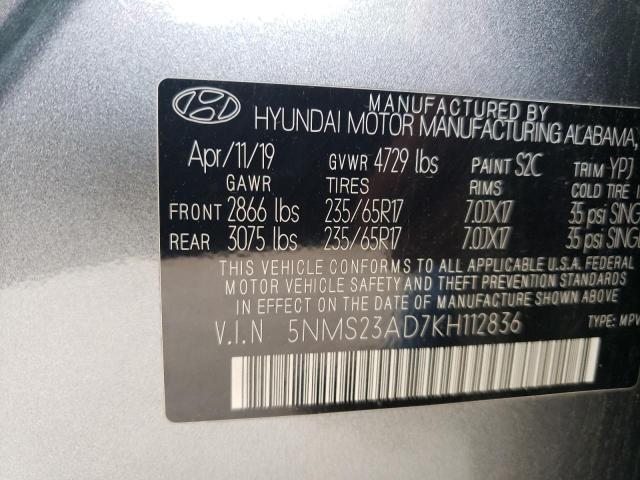 MANUFACTURED BY
HYUNDAI MOTOR MANUFACTURING ALABAMA,
Apr/11/19 GVWR 4729 lbs PAINT S2C TRIM YPJ
GAWR TIRES RIMS COLD TIRE
FRONT 2866 lbs 235/65R17 7.0JX17 35 psi SING
REAR 3075 lbs 235/65R17 7.0JX17 35 psi SING
THIS VEHICLE CONFORMS TO ALL APPLICABLE U.S.A. FEDERAL
MOTOR VEHICLE SAFETY AND THEFT PREVENTION STANDARDS
IN EFFECT ON THE DATE OF MANUFACTURE SHOWN ABOVE.
V.I.N 5NMS23AD7KH112836 TYPE: MPV